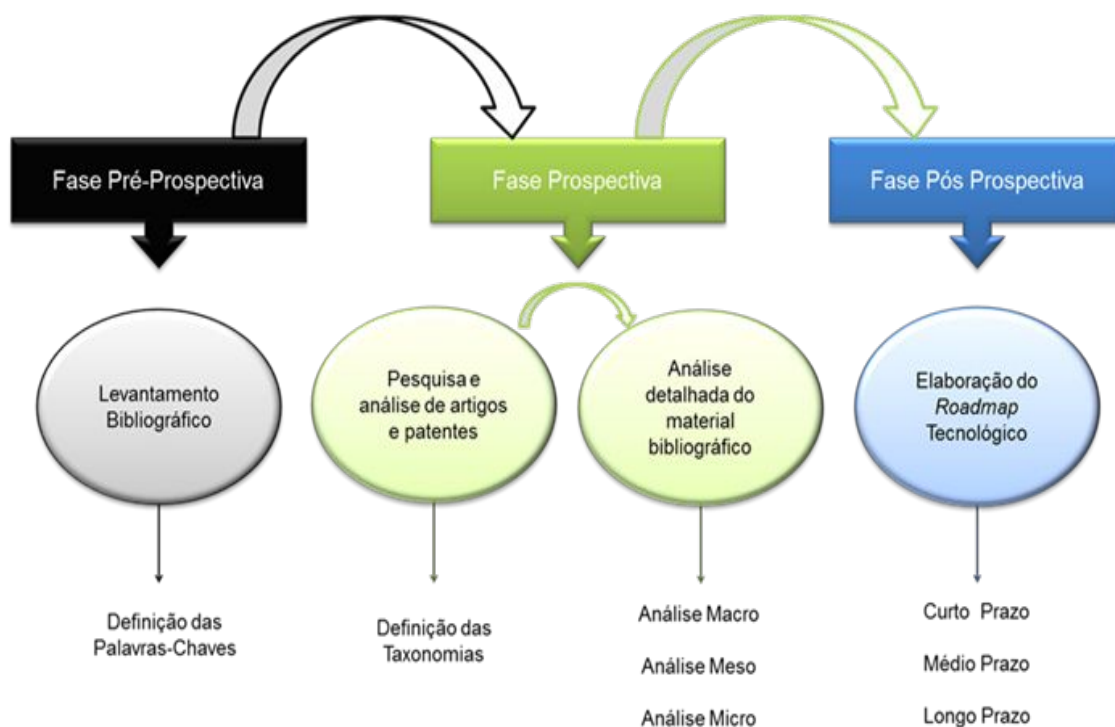 Fase Pré-Prospectiva
Fase Prospectiva
Fase Pós Prospectiva
Levantamento
Bibliográfico
Pesquisa e
análise de artigos
e patentes
Análise
detalhada do
material
bibliográfico
Elaboração do
Roadmap
Tecnológico
Definição das
Palavras-Chaves
Definição das
Taxonomias
Análise Macro
Análise Meso
Análise Micro
Curto Prazo
Médio Prazo
Longo Prazo